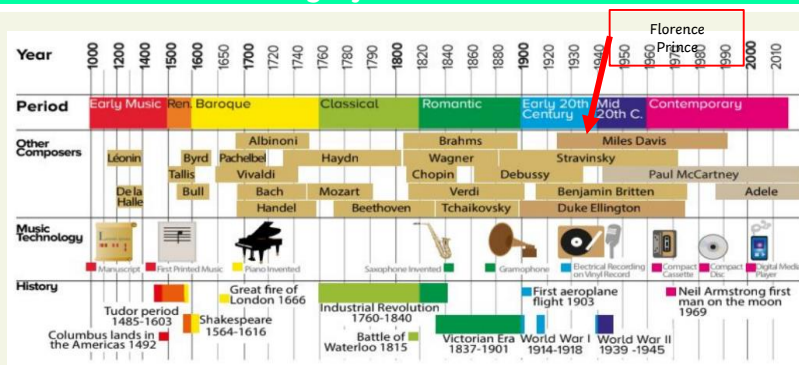 Florence
Prince
Year 1000 1200 1400 1500 1600 1650 1700 1710 1720 1730 1740 1750 1760 1780 1790 1800 1820 1840 1860 1880 1890 1900 1910 1920 1930 1940 1950 1960 1970 1980 1990 2000 2010
Period Early Music Ren. Baroque Classical Romantic Early 20th Century Mid 20th C. Contemporary
Other Composers
Albinoni Brahms Miles Davis
Léonin Byrd Pachelbel Haydn Wagner Stravinsky
Tallis Vivaldi Chopin Debussy Paul McCartney
De la Halle Bull Bach Mozart Verdi Benjamin Britten Adele
Handel Beethoven Tchaikovsky Duke Ellington
Music Technology
Manuscript First Printed Music Piano Invented Saxophone Invented Gramophone Electrical Recording on Vinyl Record Compact Cassette Compact Disc Digital Media Player
History
Tudor period
1485-1603
Columbus lands in
the Americas 1492
Great fire of
London 1666
Shakespeare
1564-1616
Industrial Revolution
1760-1840
Battle of
Waterloo 1815
Victorian Era
1837-1901
First aeroplane
flight 1903
World War I
1914-1918
World War II
1939 -1945
Neil Armstrong first
man on the moon
1969